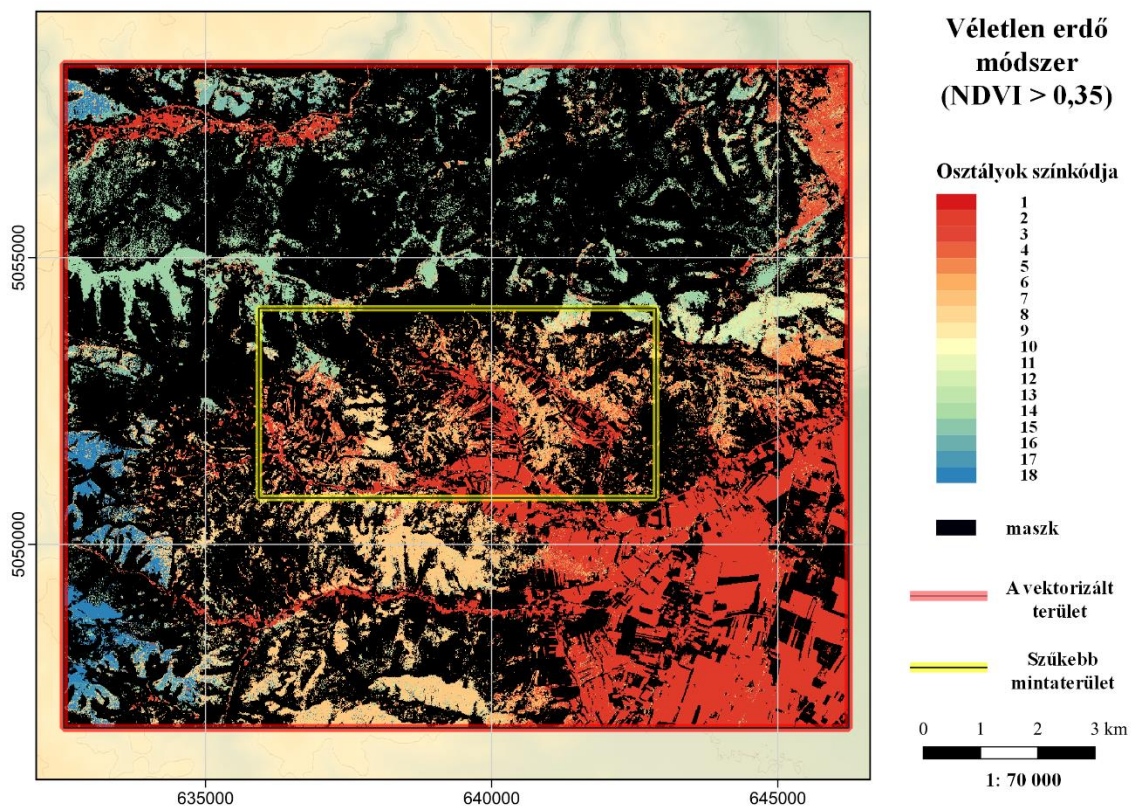 Véletlen erdő
módszer
(NDVI > 0,35)
Osztályok színkódja
1
2
3
4
5
6
7
8
9
10
11
12
13
14
15
16
17
18
maszk
A vektorizált
terület
Szűkebb
mintaterület
0 1 2 3 km
1: 70 000
5055000
5050000
635000 640000 645000